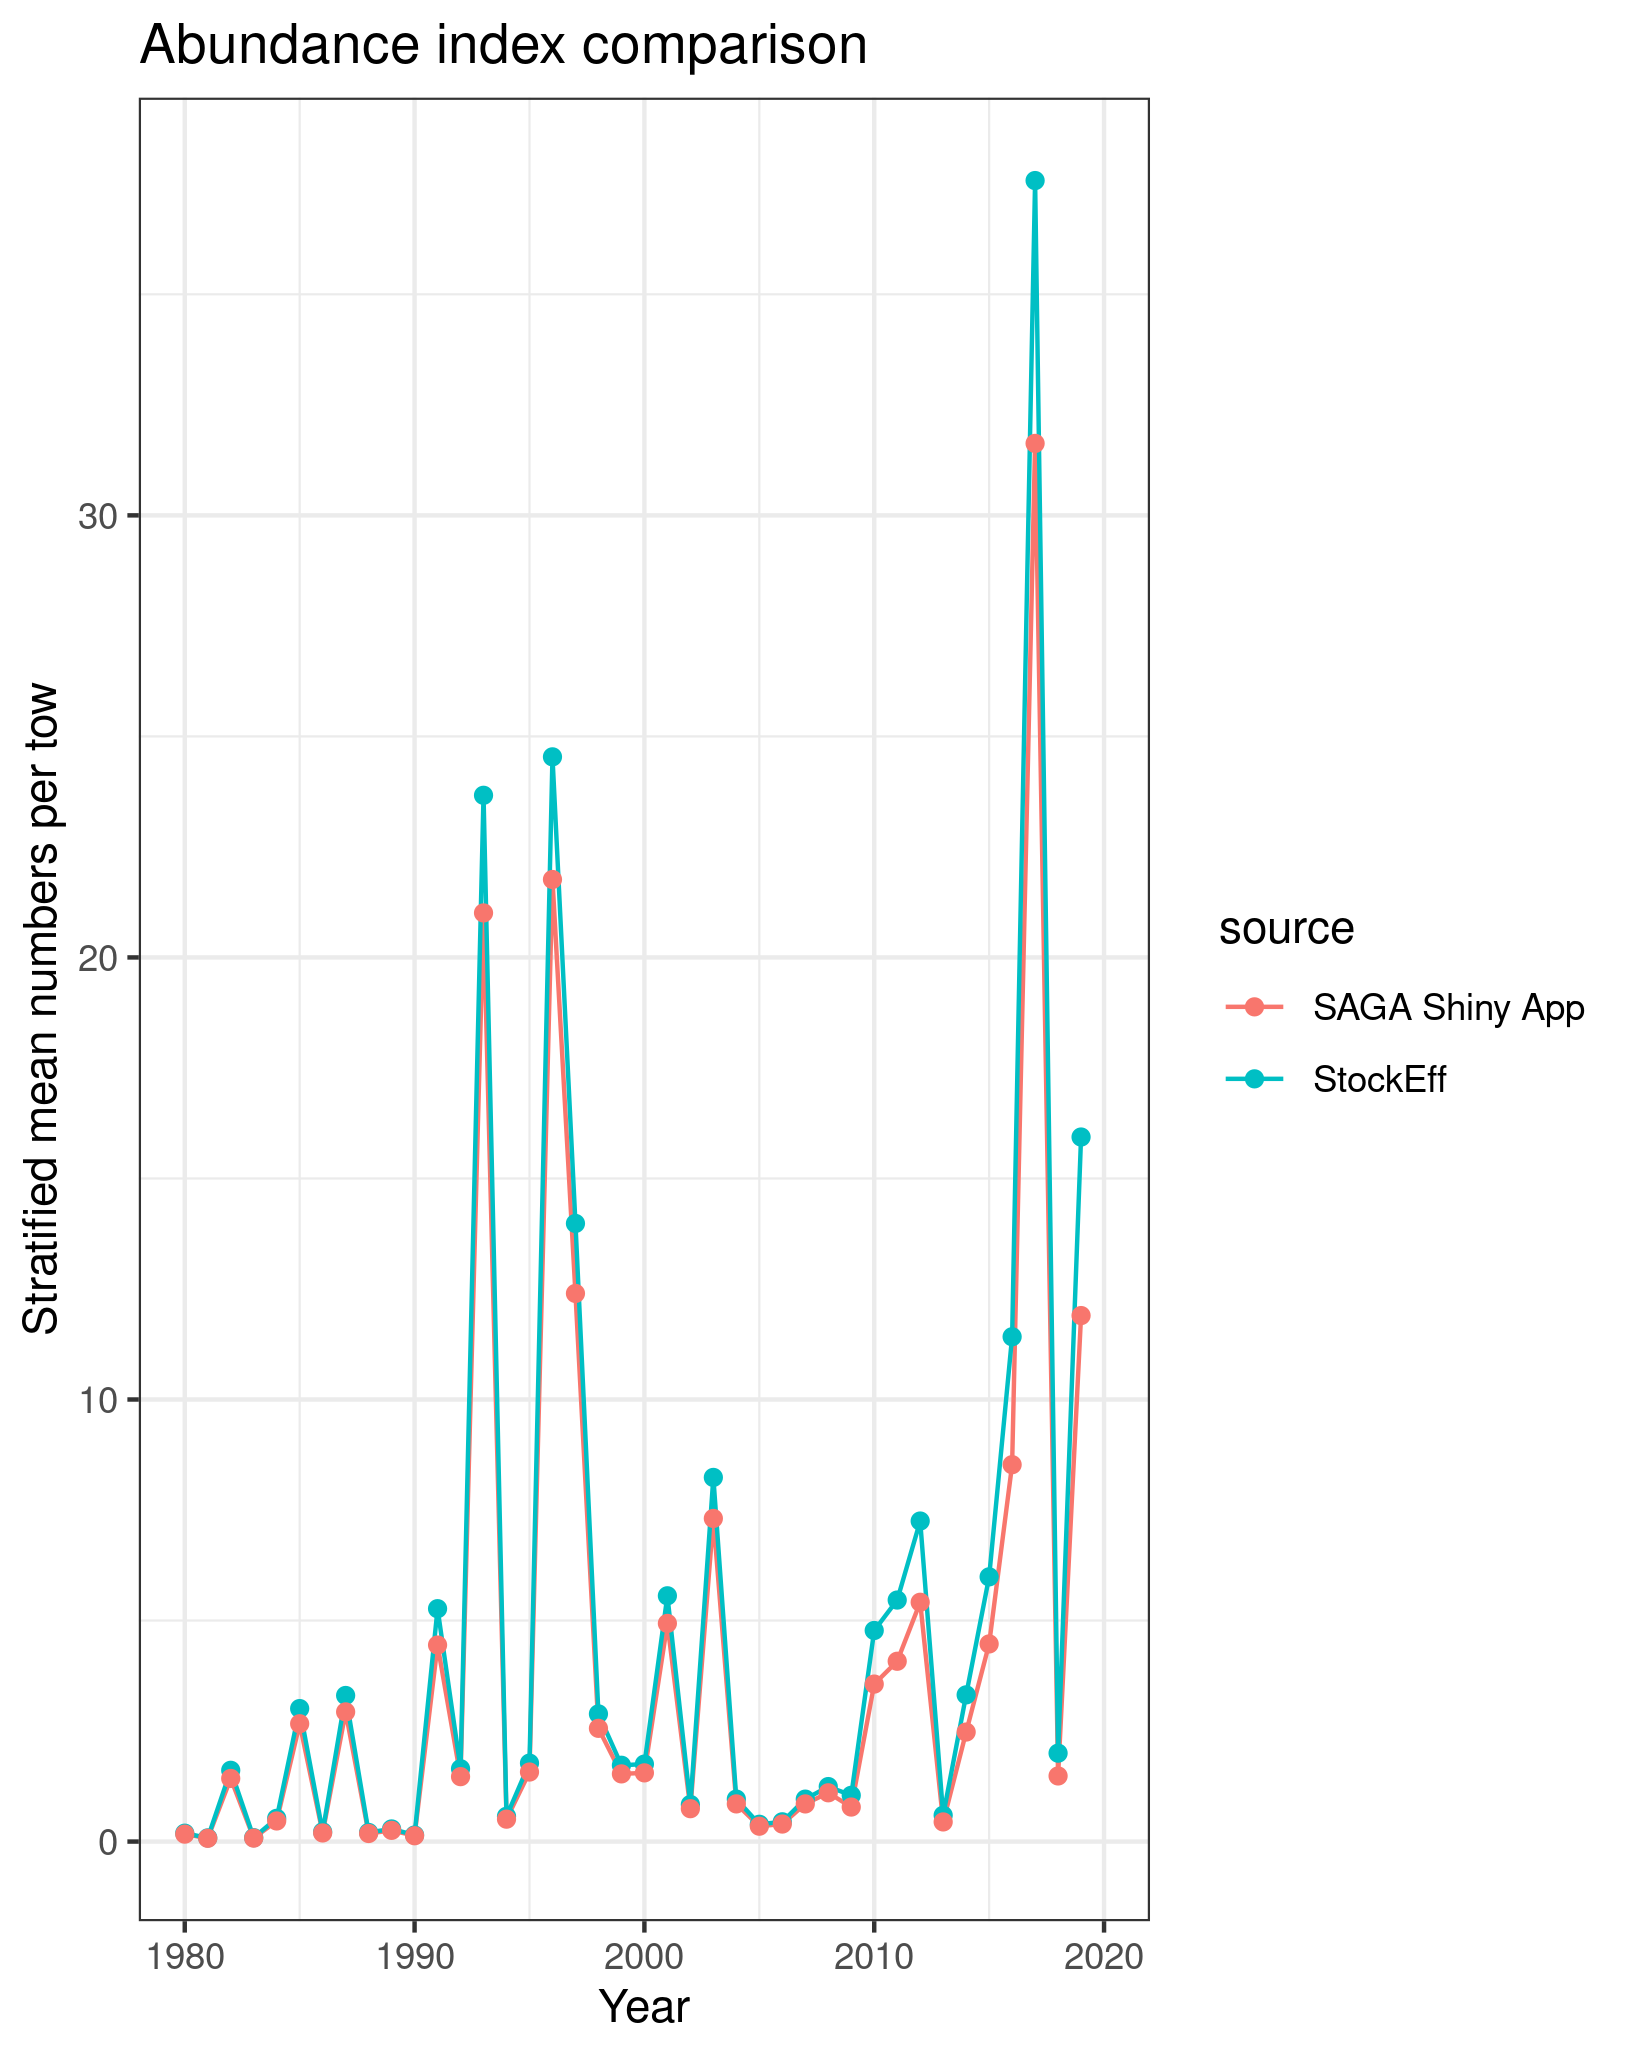 Abundance index comparison
Stratified mean numbers per tow
30
20
10
0
1980 1990 2000 2010 2020
Year
source
SAGA Shiny App
StockEff